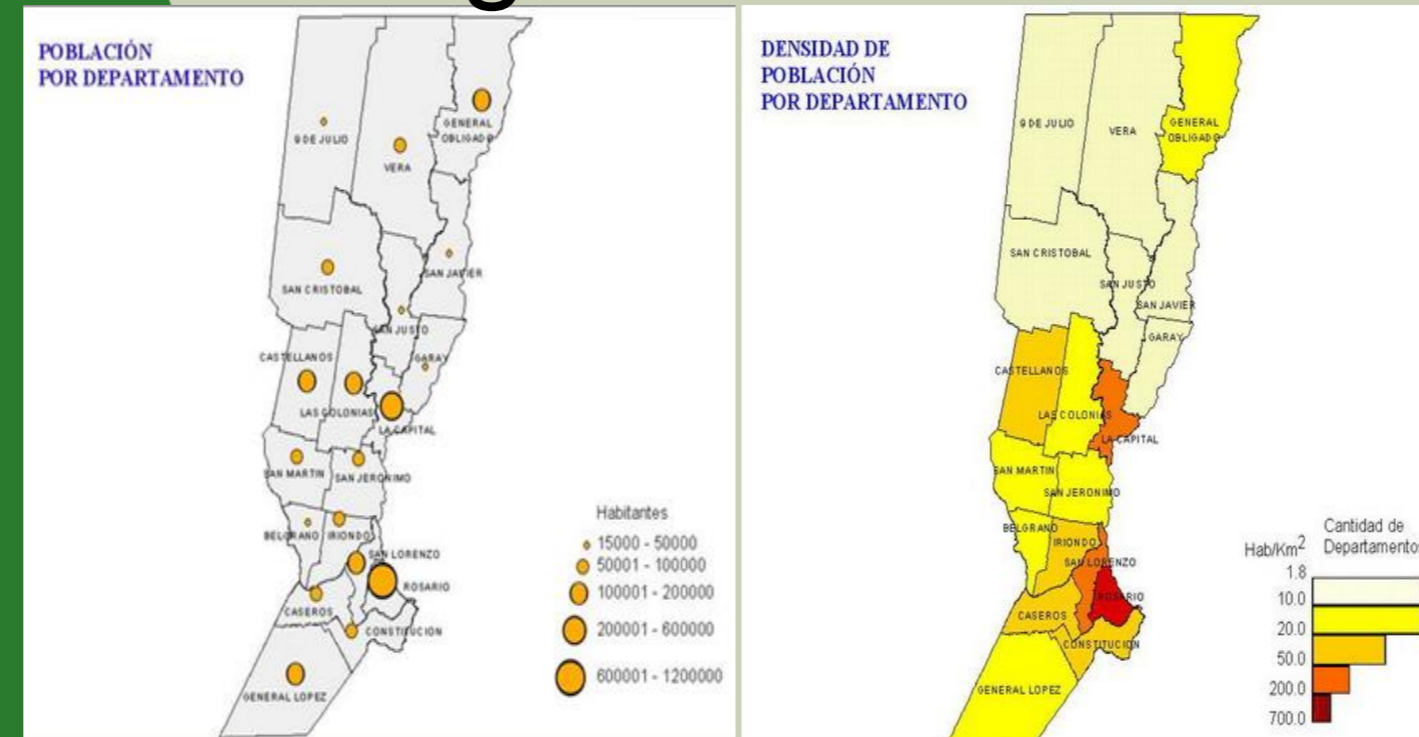 POBLACIÓN
POR DEPARTAMENTO
9 DE JULIO
VERA
GENERAL
OBLIGADO
SAN CRISTOBAL
SAN JAVIER
SAN JUSTO
CASTELLANOS
GARAY
LAS COLONIAS
LA CAPITAL
SAN MARTIN
SAN JERONIMO
BELGRANO
IRIONDO
SAN LORENZO
ROSARIO
CASEROS
CONSTITUCION
GENERAL LOPEZ
Habitantes
15000 - 50000
50001 - 100000
100001 - 200000
200001 - 600000
600001 - 1200000
DENSIDAD DE
POBLACIÓN
POR DEPARTAMENTO
9 DE JULIO
VERA
GENERAL
OBLIGADO
SAN CRISTOBAL
SAN JUSTO
SAN JAVIER
GARAY
CASTELLANOS
LAS COLONIAS
LA CAPITAL
SAN MARTIN
SAN JERONIMO
BELGRANO
IRIONDO
SAN LORENZO
ROSARIO
CASEROS
CONSTITUCION
GENERAL LOPEZ
Hab/Km²
Cantidad de
Departamentos
1.8
10.0
20.0
50.0
200.0
700.0